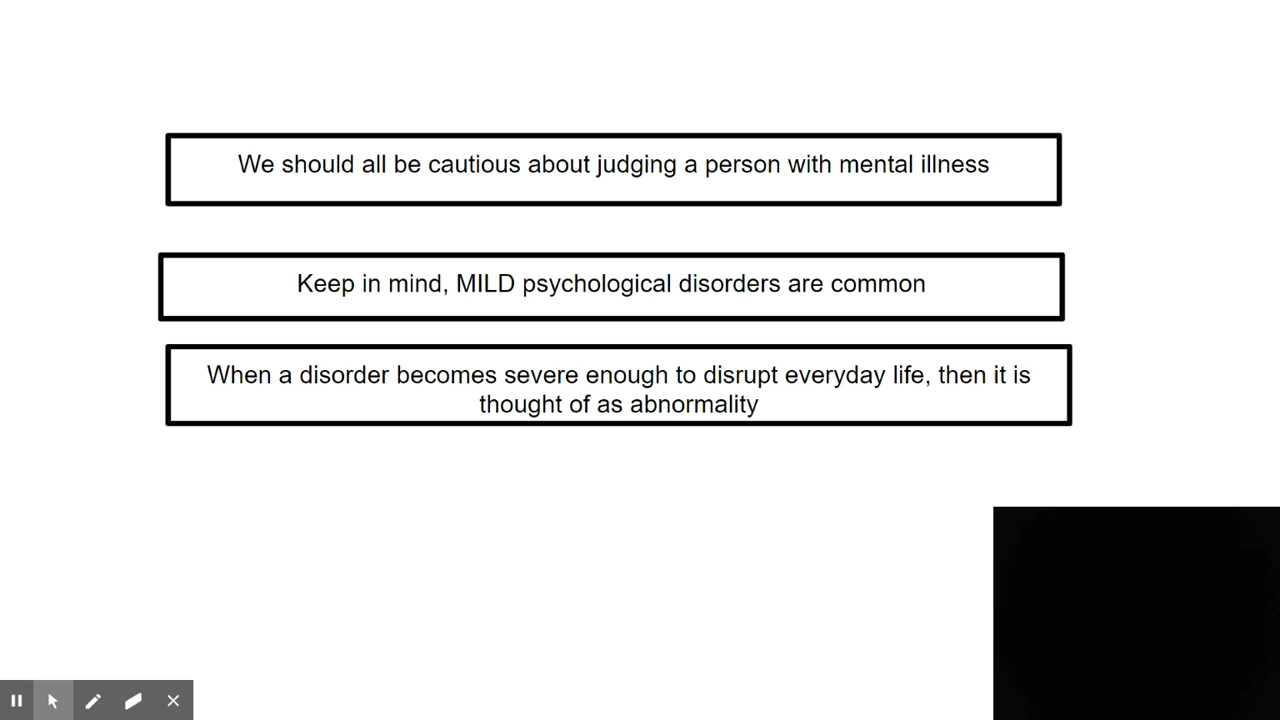 We should all be cautious about judging a person with mental illness
Keep in mind, MILD psychological disorders are common
When a disorder becomes severe enough to disrupt everyday life, then it is
thought of as abnormality